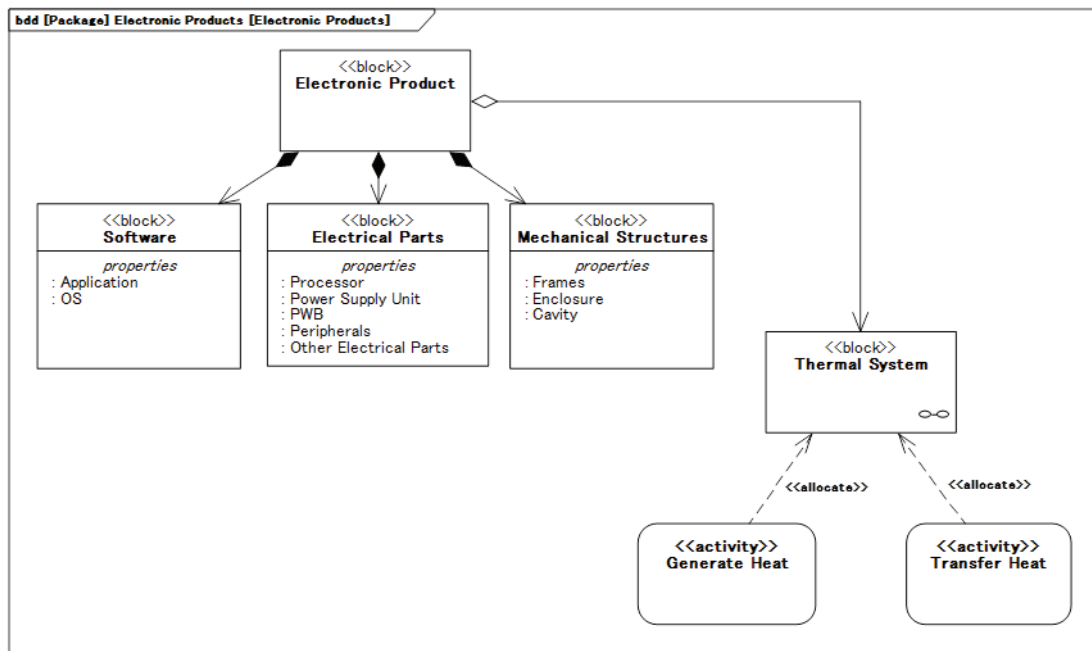 bdd [Package] Electronic Products [Electronic Products]
<<block>>
Electronic Product
<<block>>
Software
properties
: Application
: OS
<<block>>
Electrical Parts
properties
: Processor
: Power Supply Unit
: PWB
: Peripherals
: Other Electrical Parts
<<block>>
Mechanical Structures
properties
: Frames
: Enclosure
: Cavity
<<block>>
Thermal System
<<allocate>>
<<allocate>>
<<activity>>
Generate Heat
<<activity>>
Transfer Heat